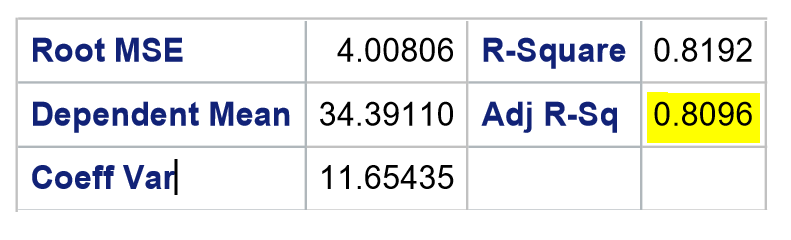 Root MSE 4.00806 R-Square 0.8192
Dependent Mean 34.39110 Adj R-Sq 0.8096
Coeff Var 11.65435